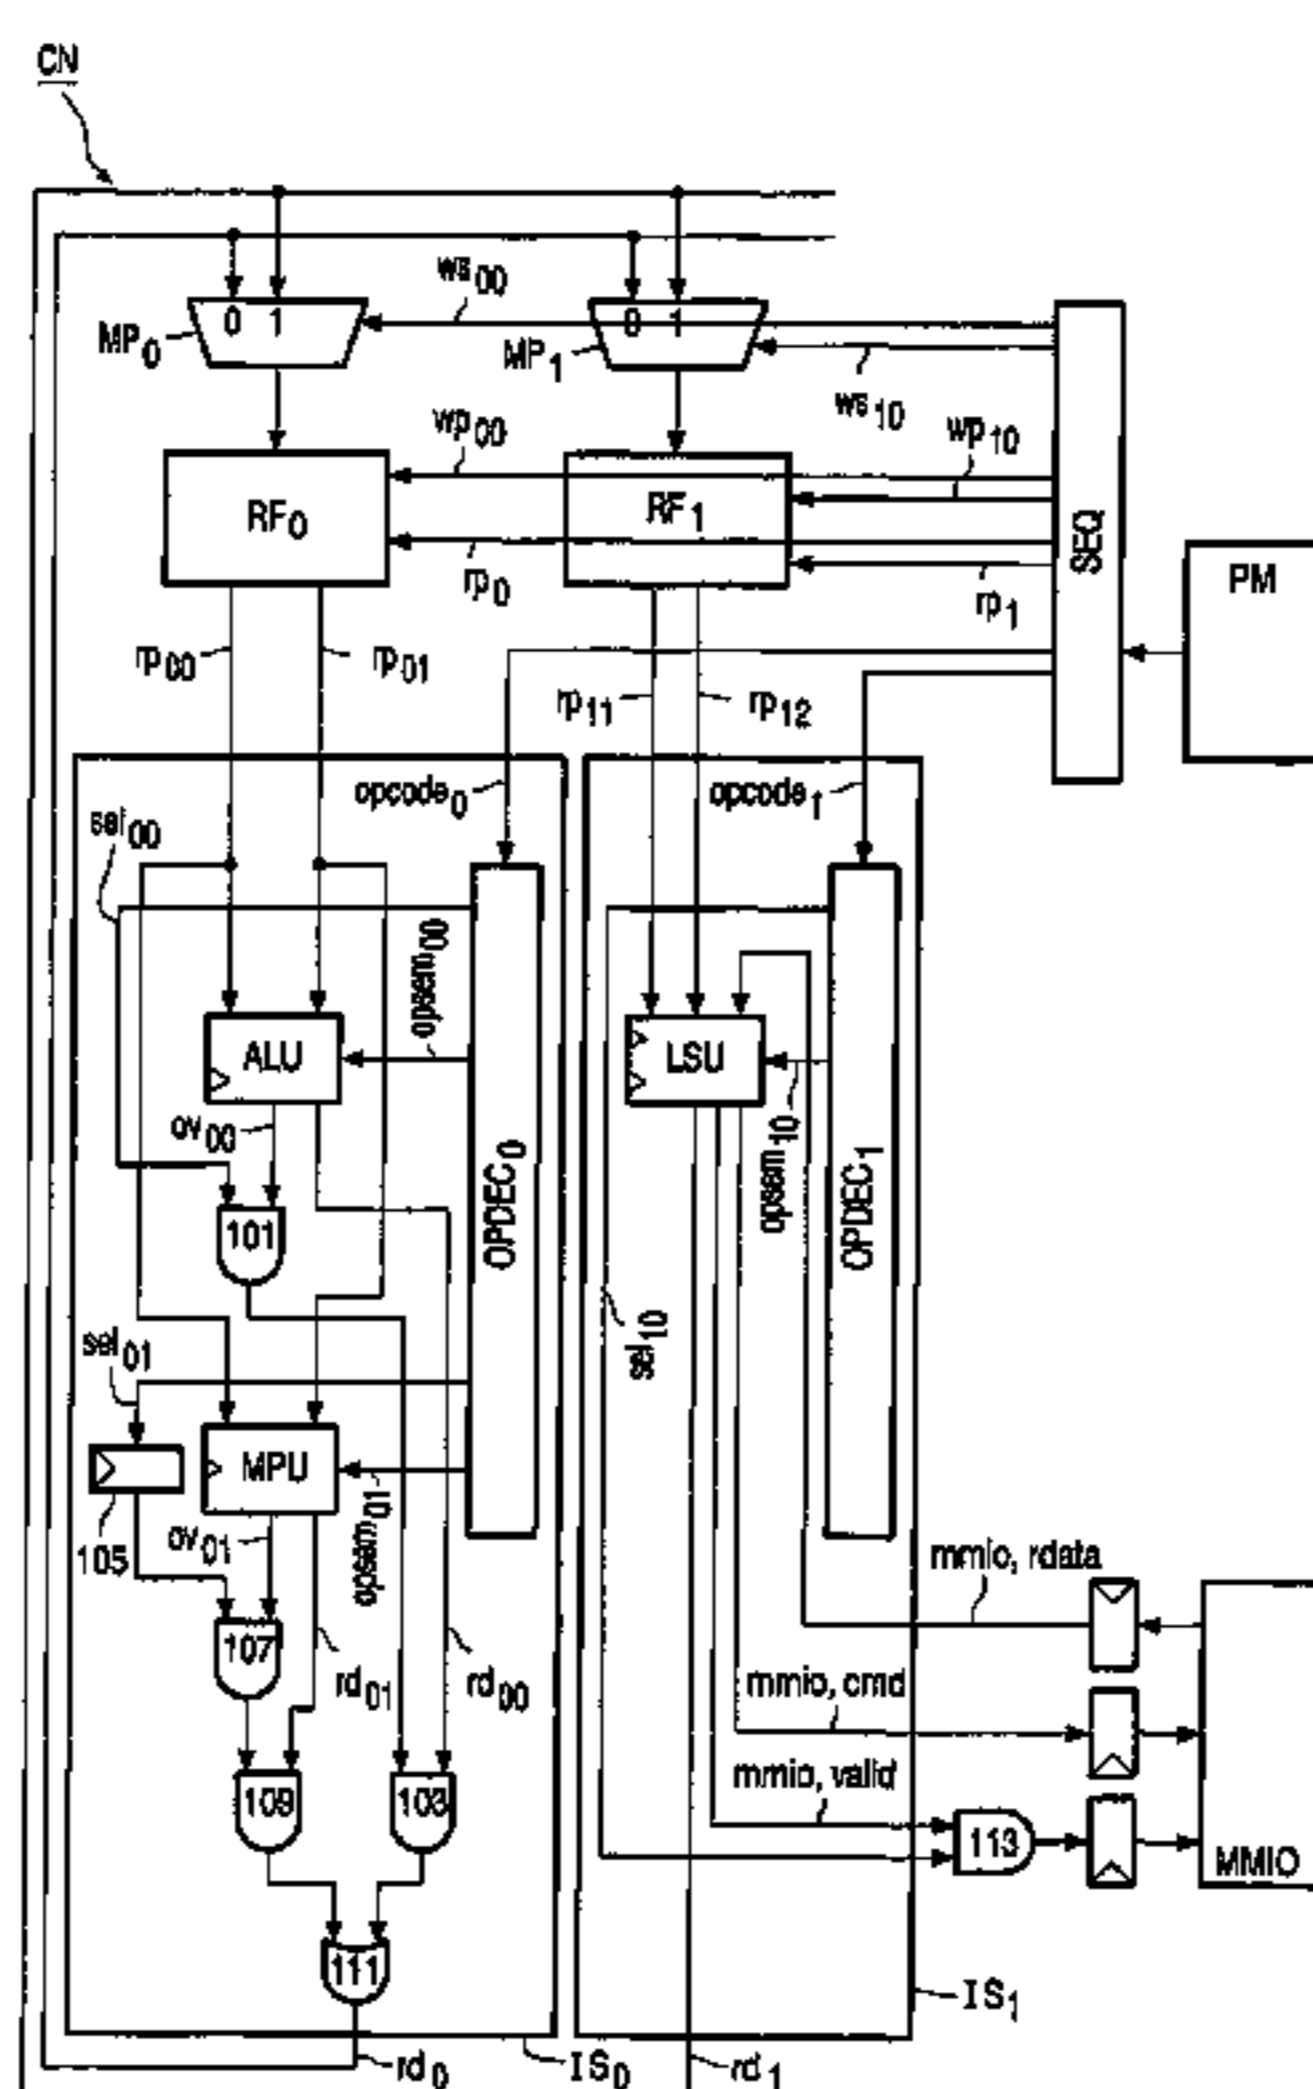 CN
ws00
0 1
0 1
MP0
MP1
ws10
wp00
wp10
RF0
RF1
SEQ
PM
rp0
rp1
rp00
rp01
rp11
rp12
opcode0
opcode1
sel00
opsem00
ALU
LSU
ov00
opsem10
OPDEC0
OPDEC1
101
sel10
sel01
MPU
105
ov01
opsem01
mmio, rdata
107
rd01
rd00
mmio, cmd
mmio, valid
109
103
113
MMIO
111
IS1
rd0
IS0
rd1